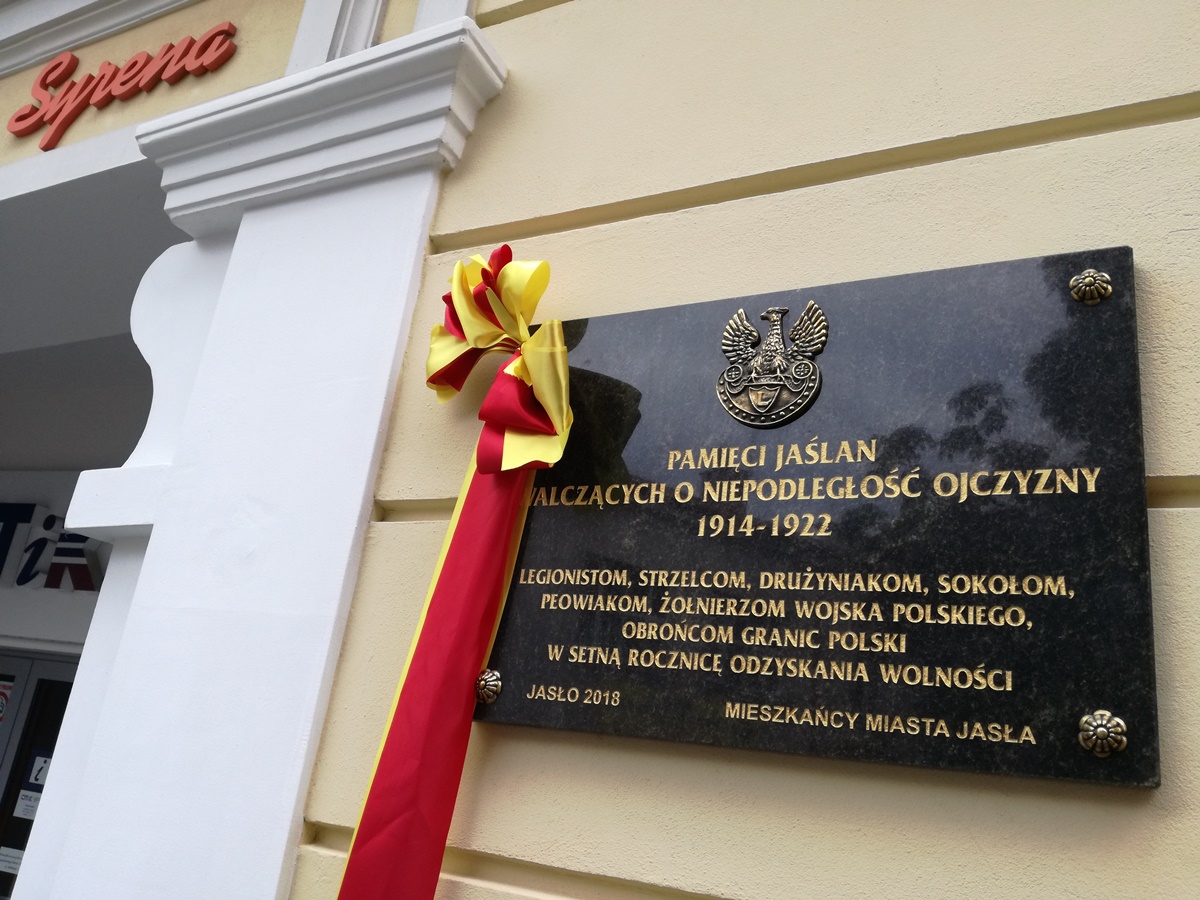 Syrena
PAMIĘCI JAŚLAN
WALCZĄCYCH O NIEPODLEGŁOŚĆ OJCZYZNY
1914-1922
LEGIONISTOM, STRZELCOM, DRUŻYNIAKOM, SOKOŁOM,
PEOWIAKOM, ŻOŁNIERZOM WOJSKA POLSKIEGO,
OBROŃCOM GRANIC POLSKI
W SETNĄ ROCZNICĘ ODZYSKANIA WOLNOŚCI
JASŁO 2018
MIESZKAŃCY MIASTA JASŁA
L
iR
i